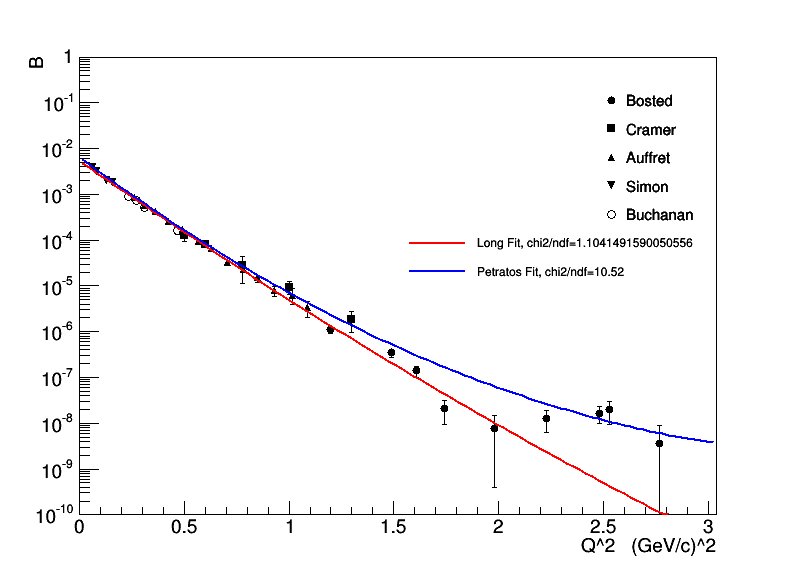 B
1
10^-1
10^-2
10^-3
10^-4
10^-5
10^-6
10^-7
10^-8
10^-9
10^-10
Bosted
Cramer
Auffret
Simon
Buchanan
Long Fit, chi2/ndf=1.1041491590050556
Petratos Fit, chi2/ndf=10.52
0 0.5 1 1.5 2 2.5 3
Q^2 (GeV/c)^2